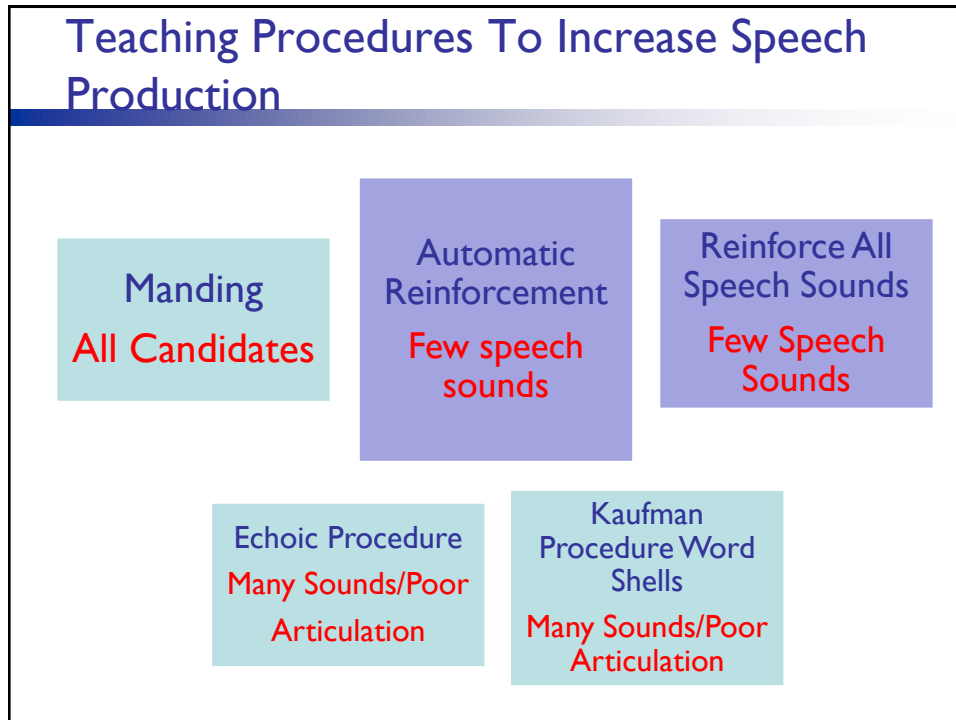 Teaching Procedures To Increase Speech
Production
Manding
All Candidates
Automatic
Reinforcement
Few speech
sounds
Reinforce All
Speech Sounds
Few Speech
Sounds
Echoic Procedure
Many Sounds/Poor
Articulation
Kaufman
Procedure Word
Shells
Many Sounds/Poor
Articulation